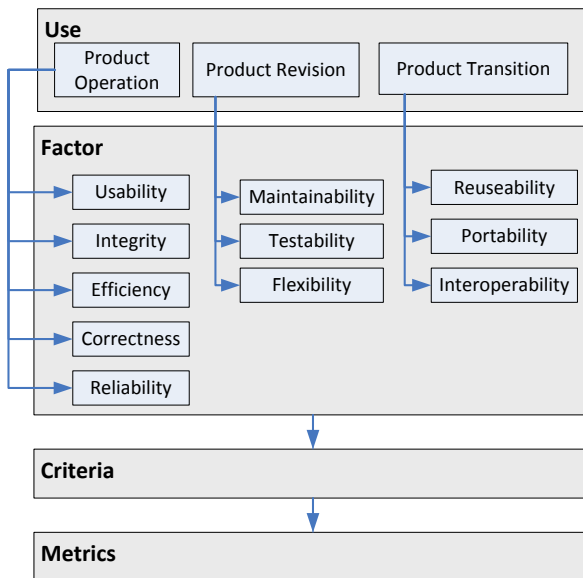 Use
Product
Operation
Product Revision
Product Transition
Factor
Usability
Integrity
Efficiency
Correctness
Reliability
Maintainability
Testability
Flexibility
Reuseability
Portability
Interoperability
Criteria
Metrics